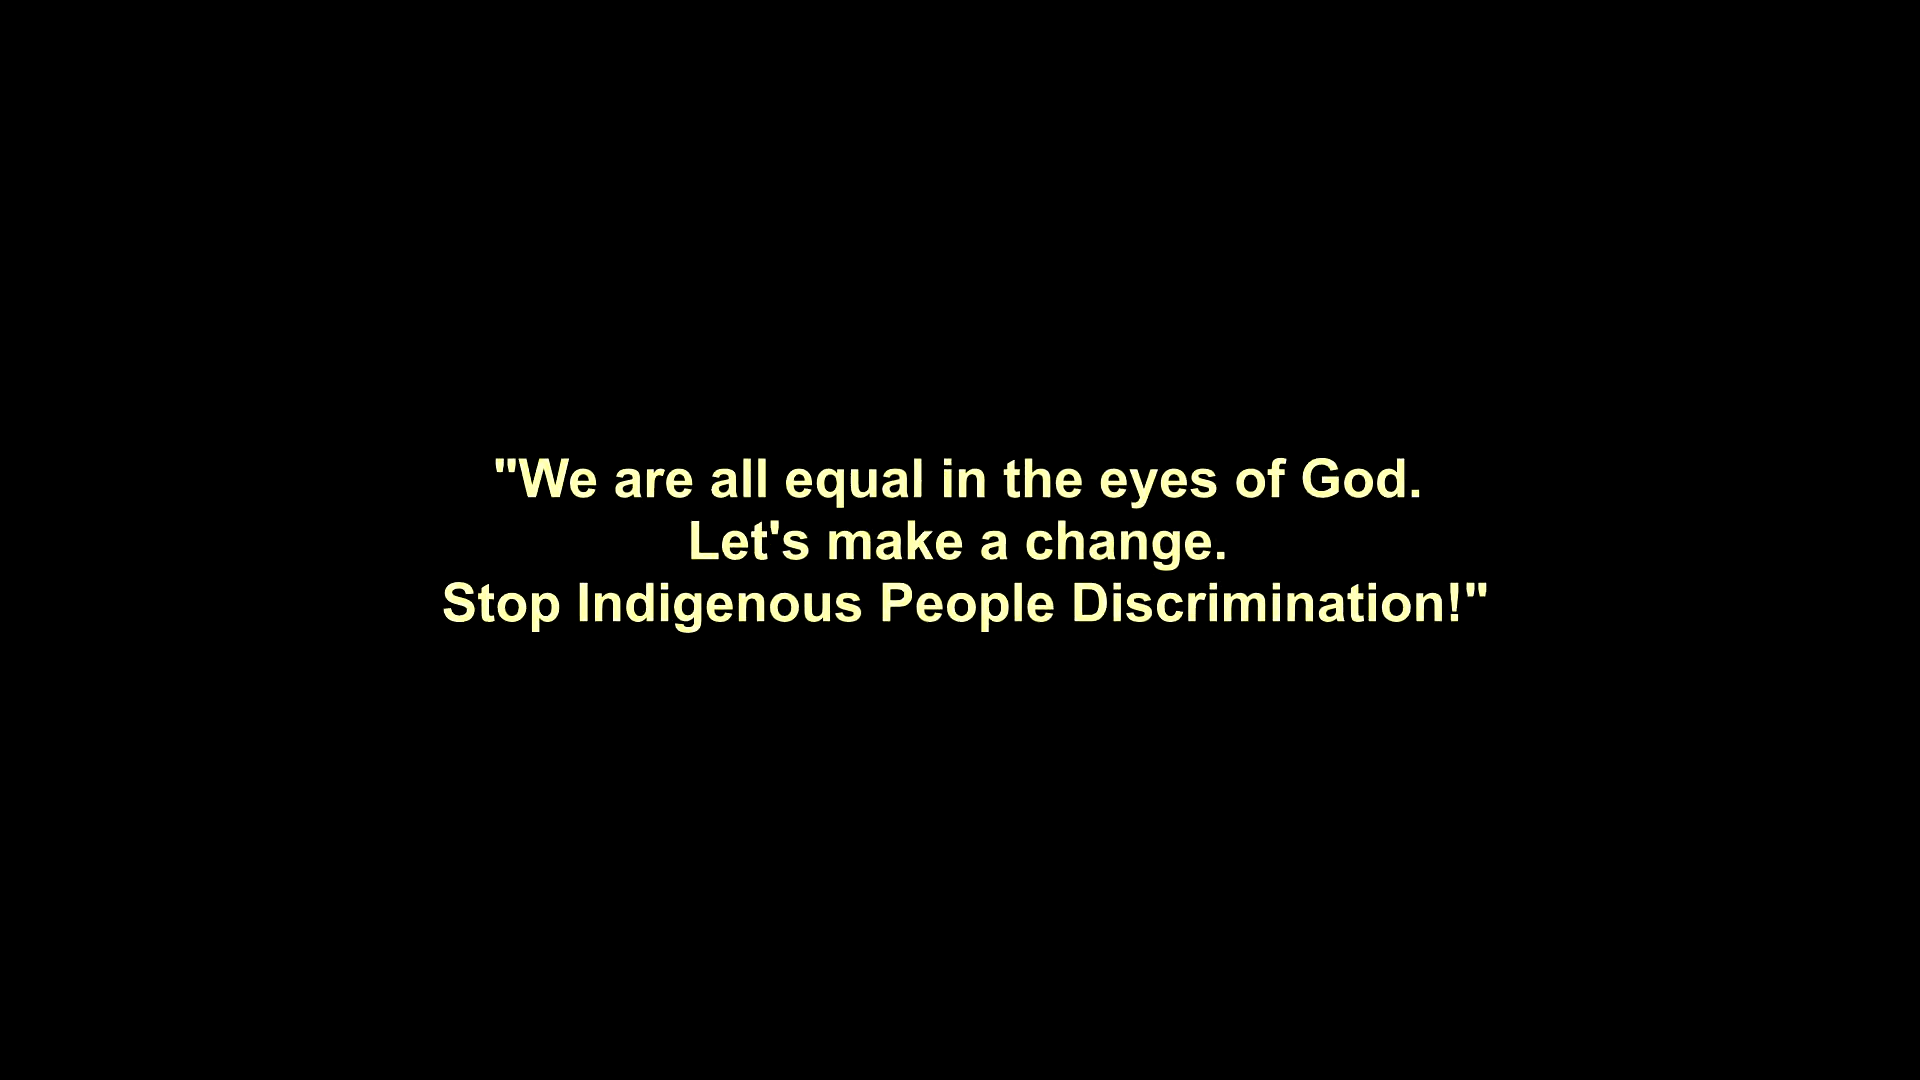 "We are all equal in the eyes of God.
Let's make a change.
Stop Indigenous People Discrimination!"